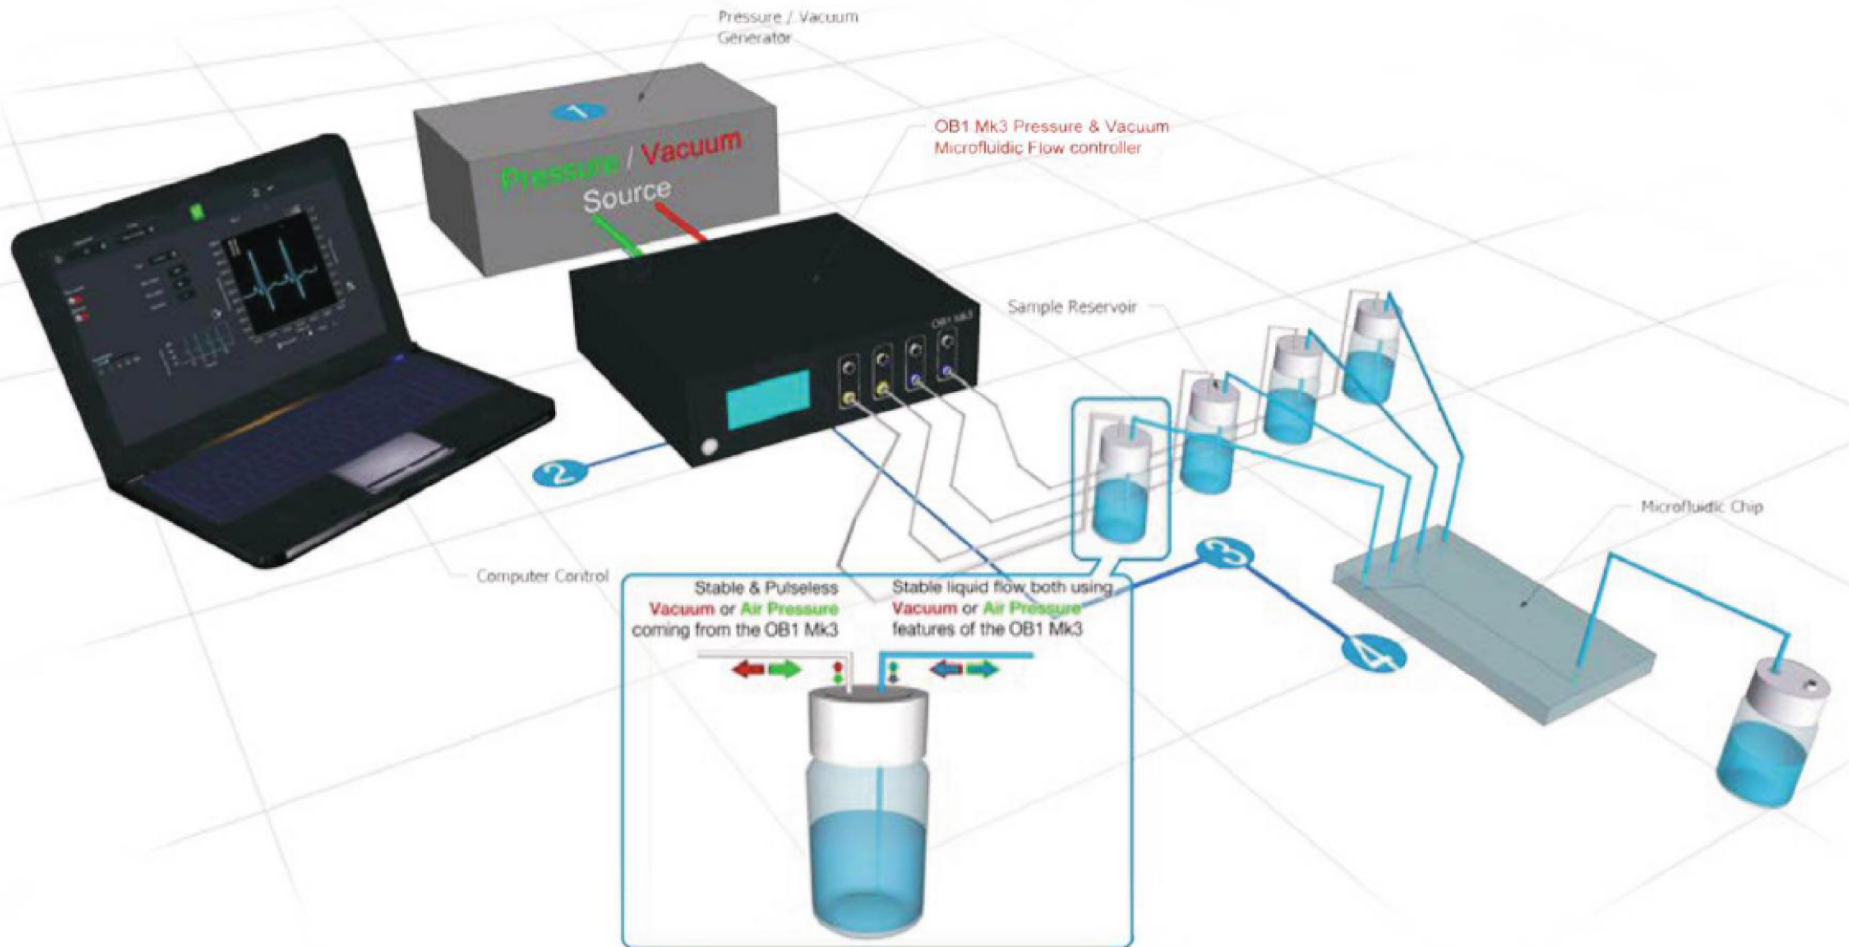 Pressure / Vacuum
Generator
1
Pressure / Vacuum
Source
OB1 Mk3 Pressure & Vacuum
Microfluidic Flow controller
OB1 Mk3
Sample Reservoir
2
3
4
Microfluidic Chip
Computer Control
Stable & Pulseless
Vacuum or Air Pressure
coming from the OB1 Mk3
Stable liquid flow both using
Vacuum or Air Pressure
features of the OB1 Mk3